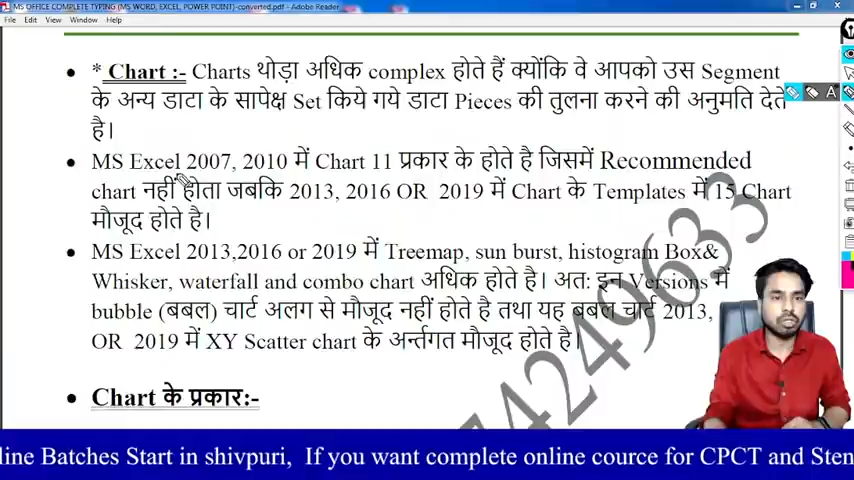 MS OFFICE COMPLETE TYPING (MS WORD, EXCEL, POWER POINT)-converted.pdf - Adobe Reader
File Edit View Window Help
* Chart :- Charts थोड़ा अधिक complex होते हैं क्योंकि वे आपको उस Segment
के अन्य डाटा के सापेक्ष Set किये गये डाटा Pieces की तुलना करने की अनुमति देते
है।
MS Excel 2007, 2010 में Chart 11 प्रकार के होते है जिसमें Recommended
chart नहीं होता जबकि 2013, 2016 OR 2019 में Chart के Templates में 15 Chart
मौजूद होते है।
MS Excel 2013,2016 or 2019 में Treemap, sun burst, histogram Box&
Whisker, waterfall and combo chart अधिक होते है। अत: इन Versions में
bubble (बबल) चार्ट अलग से मौजूद नहीं होते है तथा यह बबल चार्ट 2013,
OR 2019 में XY Scatter chart के अर्न्तगत मौजूद होते है।
Chart के प्रकार:-
7424249633
line Batches Start in shivpuri, If you want complete online cource for CPCT and Sten